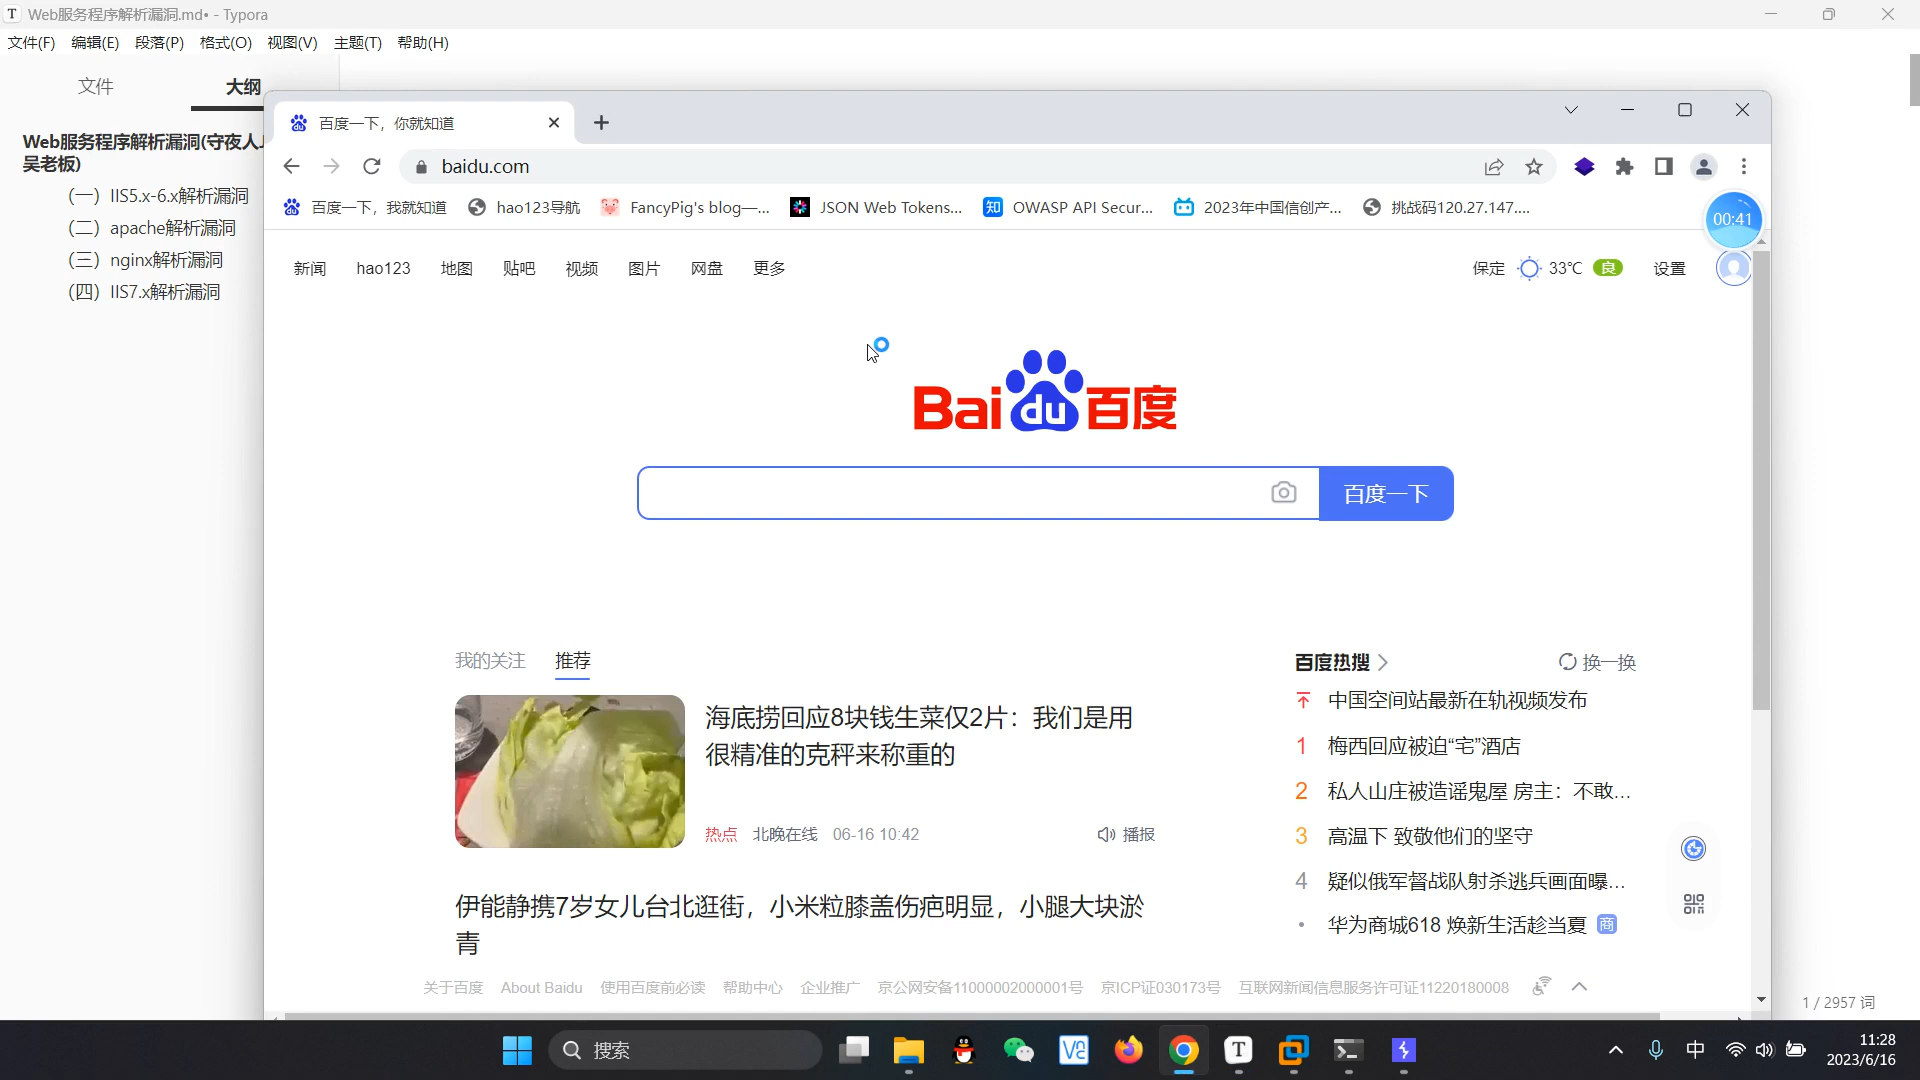 Web服务程序解析漏洞.md• - Typora
文件(F) 编辑(E) 段落(P) 格式(O) 视图(V) 主题(T) 帮助(H)
文件 大纲
Web服务程序解析漏洞(守夜人
吴老板)
(一) IIS5.x-6.x解析漏洞
(二) apache解析漏洞
(三) nginx解析漏洞
(四) IIS7.x解析漏洞
百度一下，你就知道
baidu.com
百度一下，我就知道 hao123导航 FancyPig's blog—... JSON Web Tokens... 知 OWASP API Secur... 2023年中国信创产... 挑战码120.27.147....
00:41
新闻 hao123 地图 贴吧 视频 图片 网盘 更多 保定 33℃ 良 设置
Bai du 百度
百度一下
我的关注 推荐
海底捞回应8块钱生菜仅2片：我们是用
很精准的克秤来称重的
热点 北晚在线 06-16 10:42 播报
伊能静携7岁女儿台北逛街，小米粒膝盖伤疤明显，小腿大块淤
青
百度热搜 换一换
中国空间站最新在轨视频发布
1 梅西回应被迫“宅”酒店
2 私人山庄被造谣鬼屋 房主：不敢...
3 高温下 致敬他们的坚守
4 疑似俄军督战队射杀逃兵画面曝...
• 华为商城618 焕新生活趁当夏 商
关于百度 About Baidu 使用百度前必读 帮助中心 企业推广 京公网安备11000002000001号 京ICP证030173号 互联网新闻信息服务许可证11220180008
1 / 2957 词
搜索
中
11:28
2023/6/16